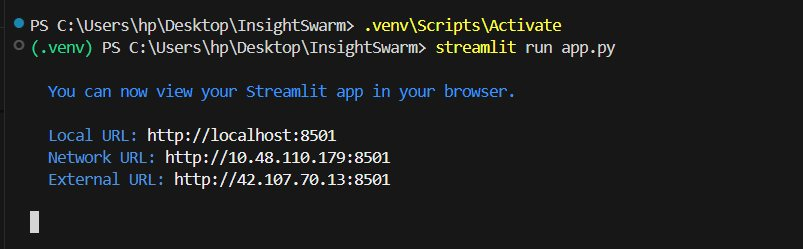 PS C:\Users\hp\Desktop\InsightSwarm> .venv\Scripts\Activate
(.venv) PS C:\Users\hp\Desktop\InsightSwarm> streamlit run app.py
You can now view your Streamlit app in your browser.
Local URL: http://localhost:8501
Network URL: http://10.48.110.179:8501
External URL: http://42.107.70.13:8501